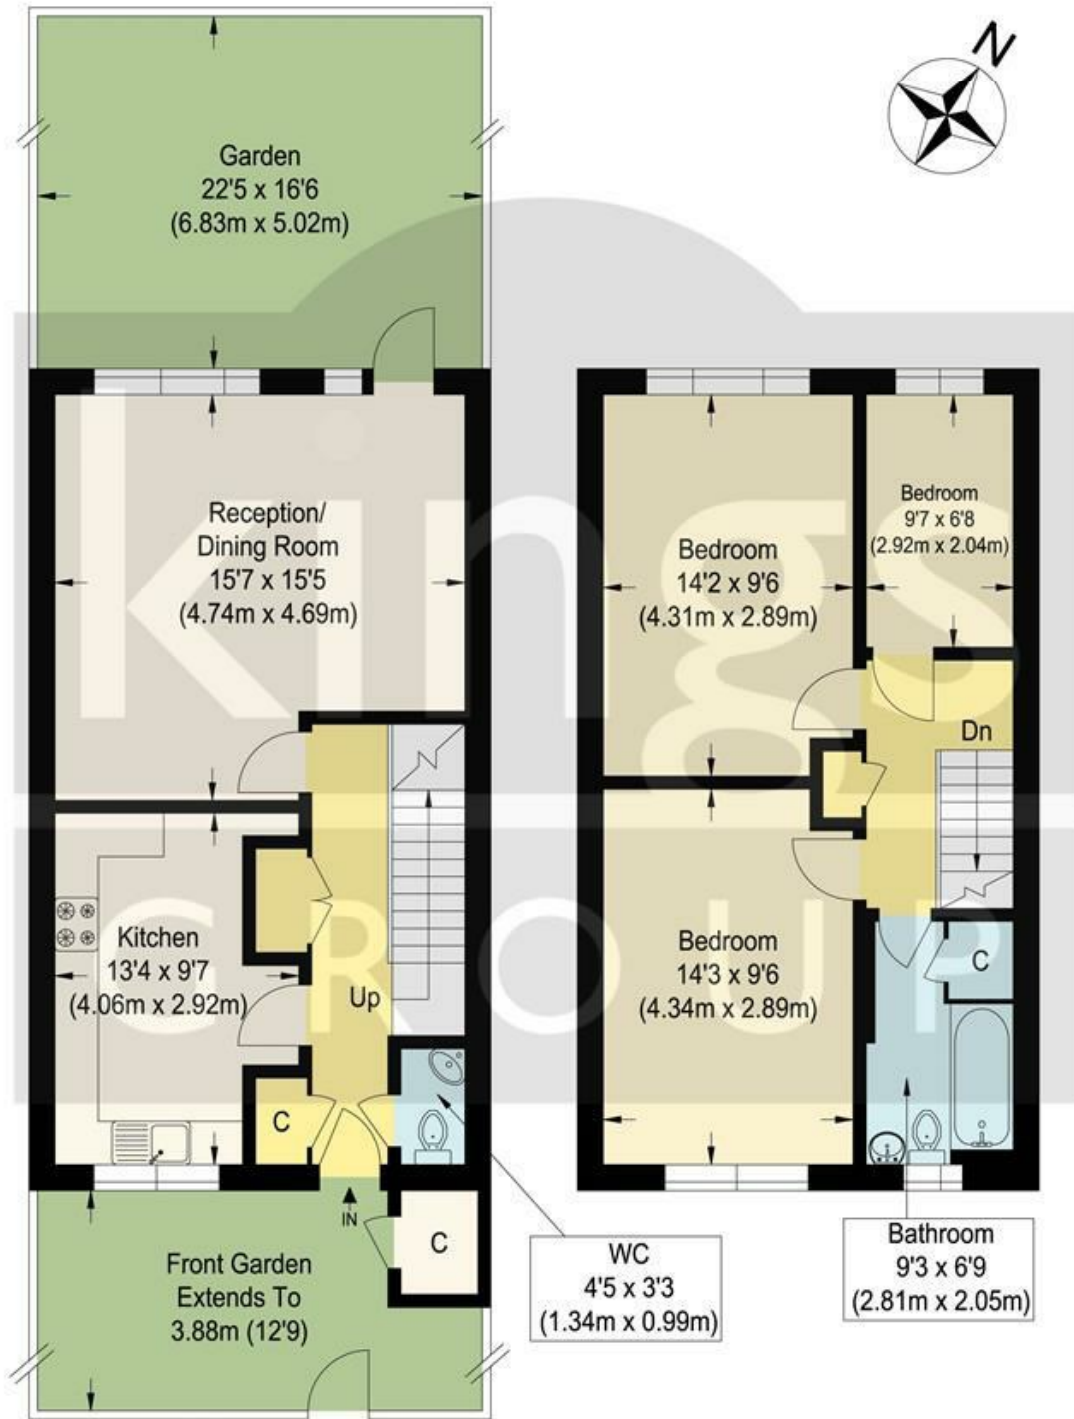 N
Garden
22'5 x 16'6
(6.83m x 5.02m)
Reception/
Dining Room
15'7 x 15'5
(4.74m x 4.69m)
Kitchen
13'4 x 9'7
(4.06m x 2.92m)
Up
C
IN
C
Front Garden
Extends To
3.88m (12'9)
WC
4'5 x 3'3
(1.34m x 0.99m)
Bedroom
14'2 x 9'6
(4.31m x 2.89m)
Bedroom
9'7 x 6'8
(2.92m x 2.04m)
Dn
Bedroom
14'3 x 9'6
(4.34m x 2.89m)
C
Bathroom
9'3 x 6'9
(2.81m x 2.05m)
kings
GROUP